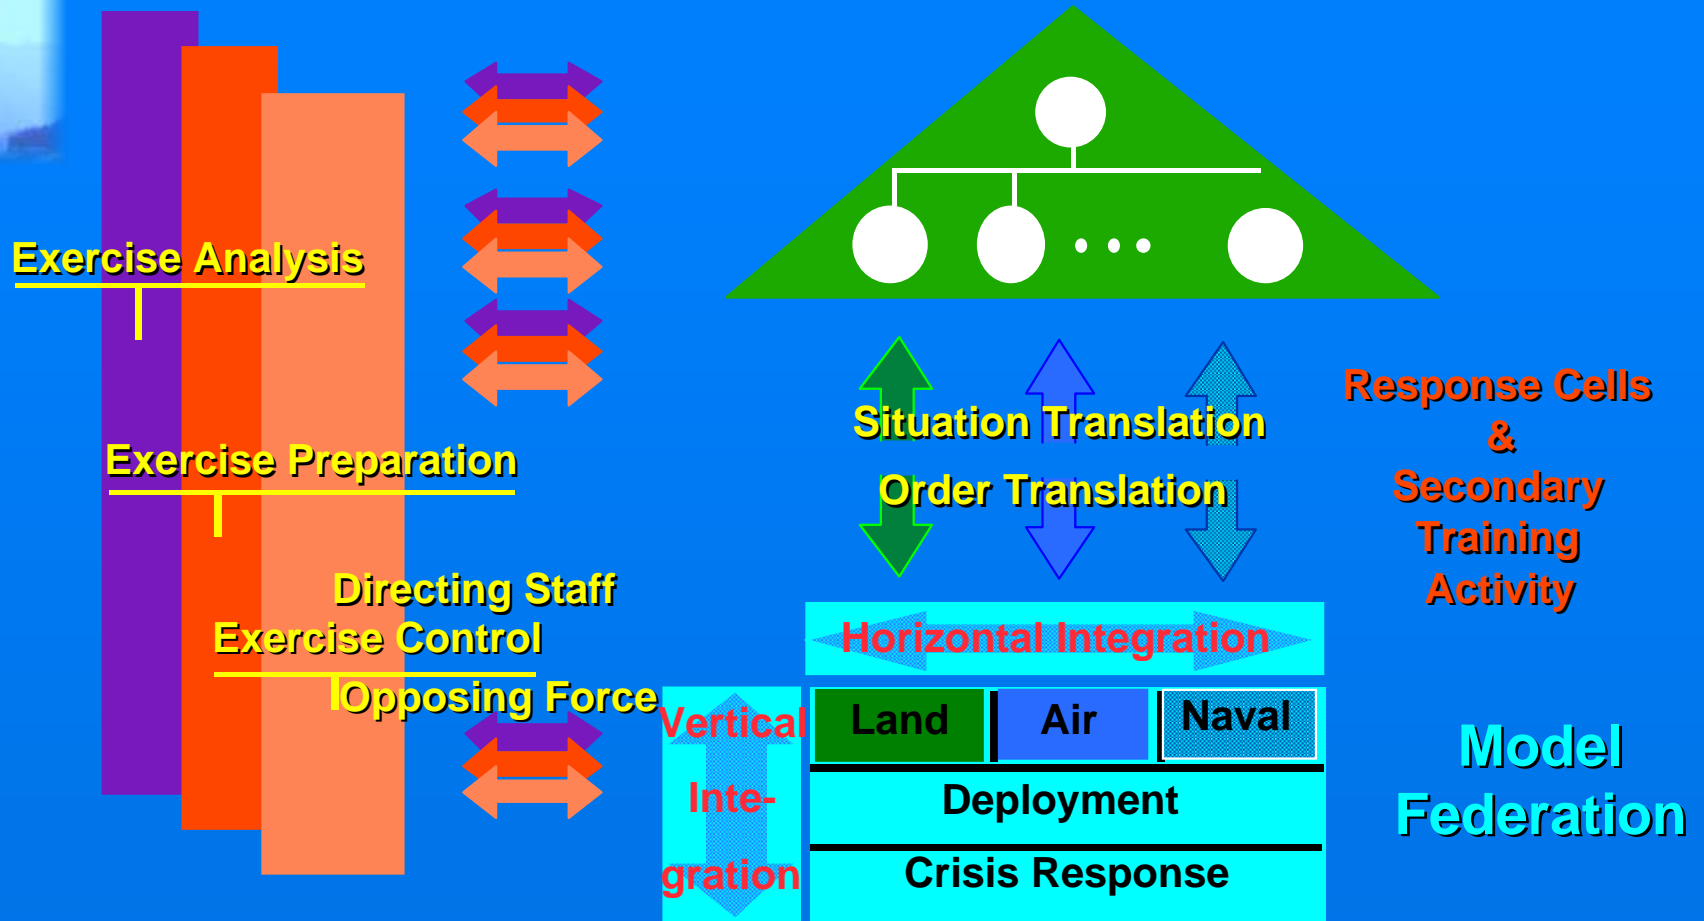 Exercise Analysis
Exercise Preparation
Directing Staff
Exercise Control
Opposing Force
Situation Translation
Order Translation
Response Cells
&
Secondary
Training
Activity
Horizontal Integration
Vertical
Inte-
gration
Land
Air
Naval
Deployment
Crisis Response
Model
Federation